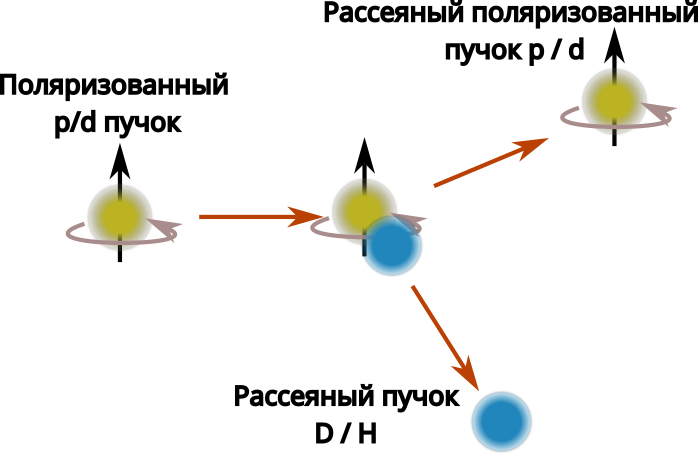 Рассеяный поляризованный
пучок p / d
Поляризованный
p/d пучок
Рассеяный пучок
D / H